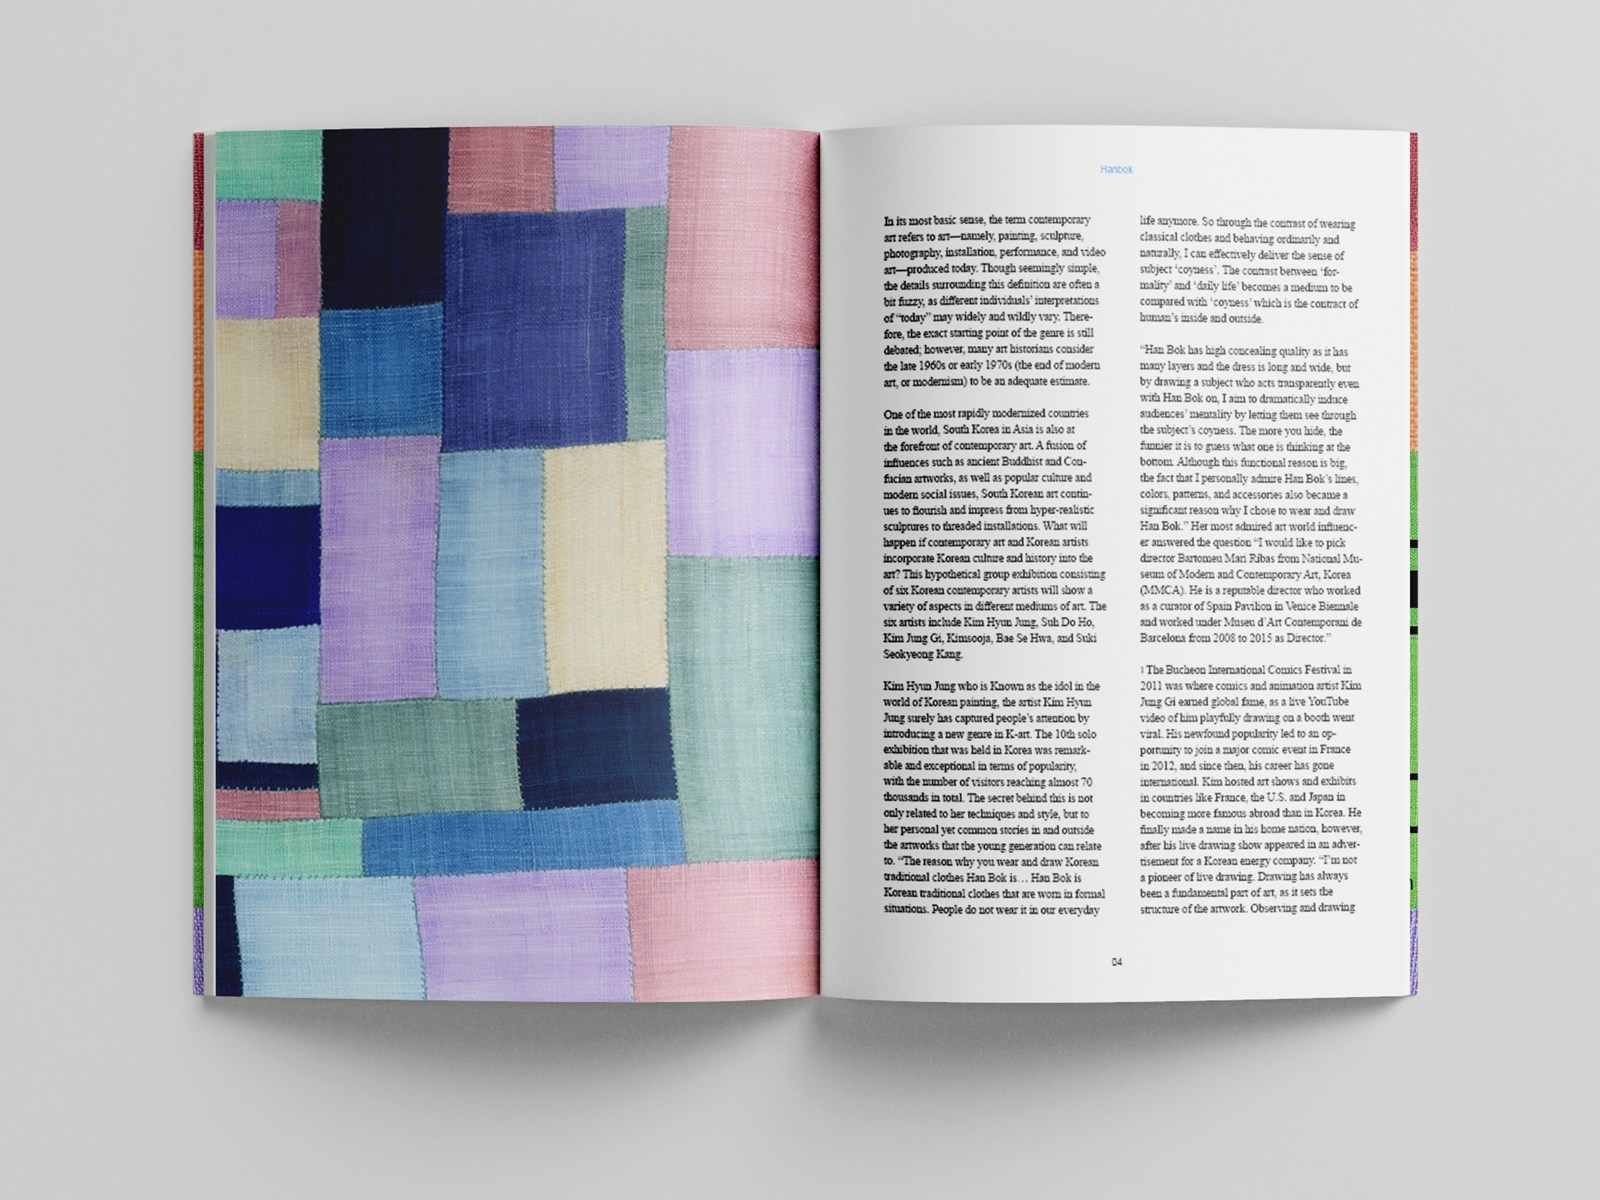 Hanbok
In its most basic sense, the term contemporary
art refers to art—namely, painting, sculpture,
photography, installation, performance, and video
art—produced today. Though seemingly simple,
the details surrounding this definition are often a
bit fuzzy, as different individuals' interpretations
of “today” may widely and wildly vary. There-
fore, the exact starting point of the genre is still
debated; however, many art historians consider
the late 1960s or early 1970s (the end of modern
art, or modernism) to be an adequate estimate.
One of the most rapidly modernized countries
in the world, South Korea in Asia is also at
the forefront of contemporary art. A fusion of
influences such as ancient Buddhist and Con-
fucian artworks, as well as popular culture and
modern social issues, South Korean art contin-
ues to flourish and impress from hyper-realistic
sculptures to threaded installations. What will
happen if contemporary art and Korean artists
incorporate Korean culture and history into the
art? This hypothetical group exhibition consisting
of six Korean contemporary artists will show a
variety of aspects in different mediums of art. The
six artists include Kim Hyun Jung, Suh Do Ho,
Kim Jung Gi, Kimsooja, Bae Se Hwa, and Suki
Seokyeong Kang.
Kim Hyun Jung who is Known as the idol in the
world of Korean painting, the artist Kim Hyun
Jung surely has captured people's attention by
introducing a new genre in K-art. The 10th solo
exhibition that was held in Korea was remark-
able and exceptional in terms of popularity,
with the number of visitors reaching almost 70
thousands in total. The secret behind this is not
only related to her techniques and style, but to
her personal yet common stories in and outside
the artworks that the young generation can relate
to. “The reason why you wear and draw Korean
traditional clothes Han Bok is… Han Bok is
Korean traditional clothes that are worn in formal
situations. People do not wear it in our everyday
life anymore. So through the contrast of wearing
classical clothes and behaving ordinarily and
naturally, I can effectively deliver the sense of
subject ‘coyness’. The contrast between ‘for-
mality’ and ‘daily life’ becomes a medium to be
compared with ‘coyness’ which is the contract of
human's inside and outside.
“Han Bok has high concealing quality as it has
many layers and the dress is long and wide, but
by drawing a subject who acts transparently even
with Han Bok on, I aim to dramatically induce
audiences' mentality by letting them see through
the subject's coyness. The more you hide, the
funnier it is to guess what one is thinking at the
bottom. Although this functional reason is big,
the fact that I personally admire Han Bok's lines,
colors, patterns, and accessories also became a
significant reason why I chose to wear and draw
Han Bok.” Her most admired art world influenc-
er answered the question “I would like to pick
director Bartomeu Mari Ribas from National Mu-
seum of Modern and Contemporary Art, Korea
(MMCA). He is a reputable director who worked
as a curator of Spain Pavilion in Venice Biennale
and worked under Museu d'Art Contemporani de
Barcelona from 2008 to 2015 as Director.”
1 The Bucheon International Comics Festival in
2011 was where comics and animation artist Kim
Jung Gi earned global fame, as a live YouTube
video of him playfully drawing on a booth went
viral. His newfound popularity led to an op-
portunity to join a major comic event in France
in 2012, and since then, his career has gone
international. Kim hosted art shows and exhibits
in countries like France, the U.S. and Japan in
becoming more famous abroad than in Korea. He
finally made a name in his home nation, however,
after his live drawing show appeared in an adver-
tisement for a Korean energy company. “I'm not
a pioneer of live drawing. Drawing has always
been a fundamental part of art, as it sets the
structure of the artwork. Observing and drawing
04